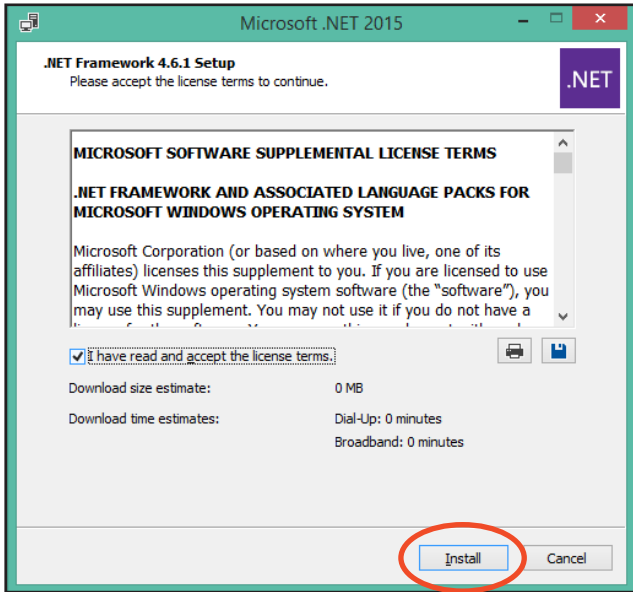 Microsoft .NET 2015
.NET Framework 4.6.1 Setup
Please accept the license terms to continue.
.NET
MICROSOFT SOFTWARE SUPPLEMENTAL LICENSE TERMS
.NET FRAMEWORK AND ASSOCIATED LANGUAGE PACKS FOR
MICROSOFT WINDOWS OPERATING SYSTEM
Microsoft Corporation (or based on where you live, one of its
affiliates) licenses this supplement to you. If you are licensed to use
Microsoft Windows operating system software (the “software”), you
may use this supplement. You may not use it if you do not have a
I have read and accept the license terms.
Download size estimate: 0 MB
Download time estimates: Dial-Up: 0 minutes
Broadband: 0 minutes
Install Cancel